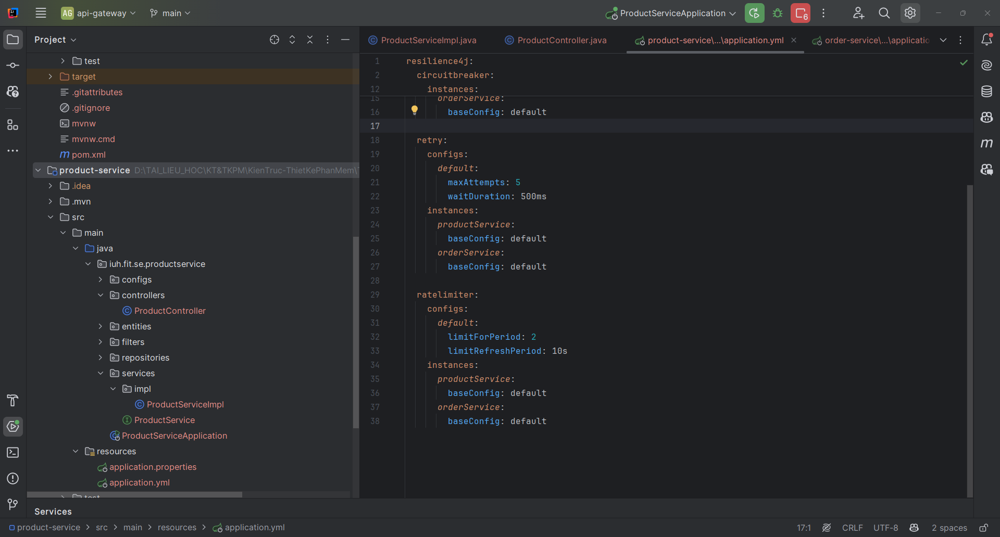 AG api-gateway main ProductServiceApplication 6
Project
test
target
.gitattributes
.gitignore
mvnw
mvnw.cmd
m pom.xml
product-service D:\TAI_LIEU_HOC\KT&TKPM\KienTruc-ThietKePhanMem\
.idea
.mvn
src
main
java
iuh.fit.se.productservice
configs
controllers
ProductController
entities
filters
repositories
services
impl
ProductServiceImpl
ProductService
ProductServiceApplication
resources
application.properties
application.yml
test
Services
ProductServiceImpl.java ProductController.java product-service\...\application.yml order-service\...\applicatio
1 resilience4j:
2 circuitbreaker:
12 instances:
15 orderService:
16 baseConfig: default
17
18 retry:
19 configs:
20 default:
21 maxAttempts: 5
22 waitDuration: 500ms
23 instances:
24 productService:
25 baseConfig: default
26 orderService:
27 baseConfig: default
28
29 ratelimiter:
30 configs:
31 default:
32 limitForPeriod: 2
33 limitRefreshPeriod: 10s
34 instances:
35 productService:
36 baseConfig: default
37 orderService:
38 baseConfig: default
product-service > src > main > resources > application.yml
17:1 CRLF UTF-8 2 spaces